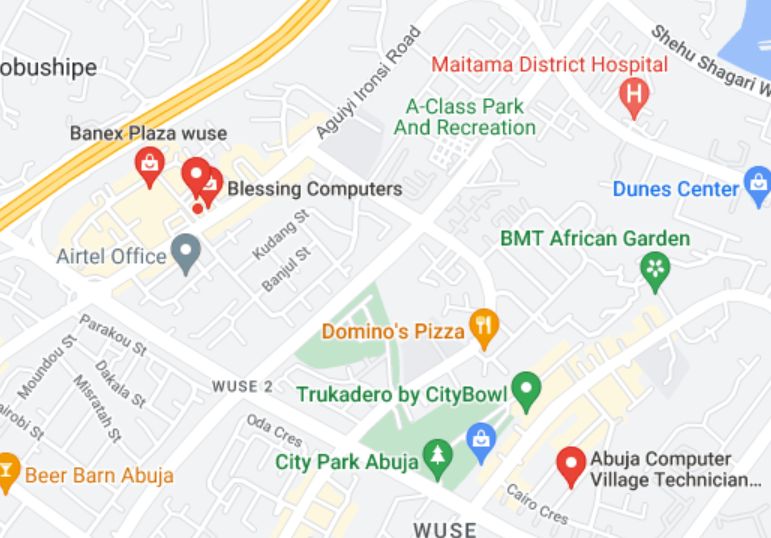 Shehu Shagari W
obushipe
Aguiyi Ironsi Road
Maitama District Hospital
H
A-Class Park
And Recreation
Banex Plaza wuse
Blessing Computers
Dunes Center
Kudang St
BMT African Garden
Airtel Office
Banjul St
Parakou St
Domino's Pizza
Moundou St
Dakala St
WUSE 2
Trukadero by CityBowl
Misratah St
airobi St
Oda Cres
City Park Abuja
Abuja Computer
Village Technician...
Beer Barn Abuja
Cairo Cres
WUSE